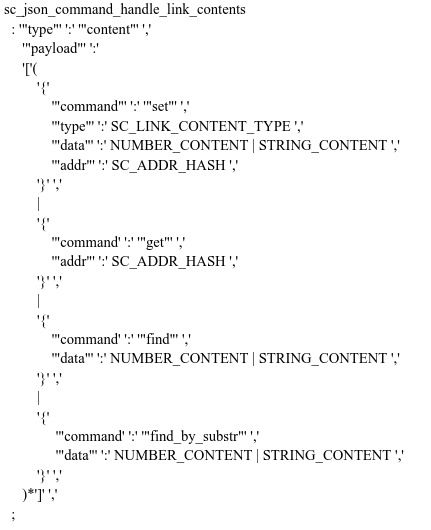 sc_json_command_handle_link_contents
: '"type"' ':' '"content"' ','
'"payload"' ':'
'['(
'{'
'"command"' ':' '"set"' ','
'"type"' ':' SC_LINK_CONTENT_TYPE ','
'"data"' ':' NUMBER_CONTENT | STRING_CONTENT ','
'"addr"' ':' SC_ADDR_HASH ','
'}' ','
|
'{'
'"command' ':' '"get"' ','
'"addr"' ':' SC_ADDR_HASH ','
'}' ','
|
'{'
'"command' ':' '"find"' ','
'"data"' ':' NUMBER_CONTENT | STRING_CONTENT ','
'}' ','
|
'{'
'"command' ':' '"find_by_substr"' ','
'"data"' ':' NUMBER_CONTENT | STRING_CONTENT ','
'}' ','
)*']' ','
;